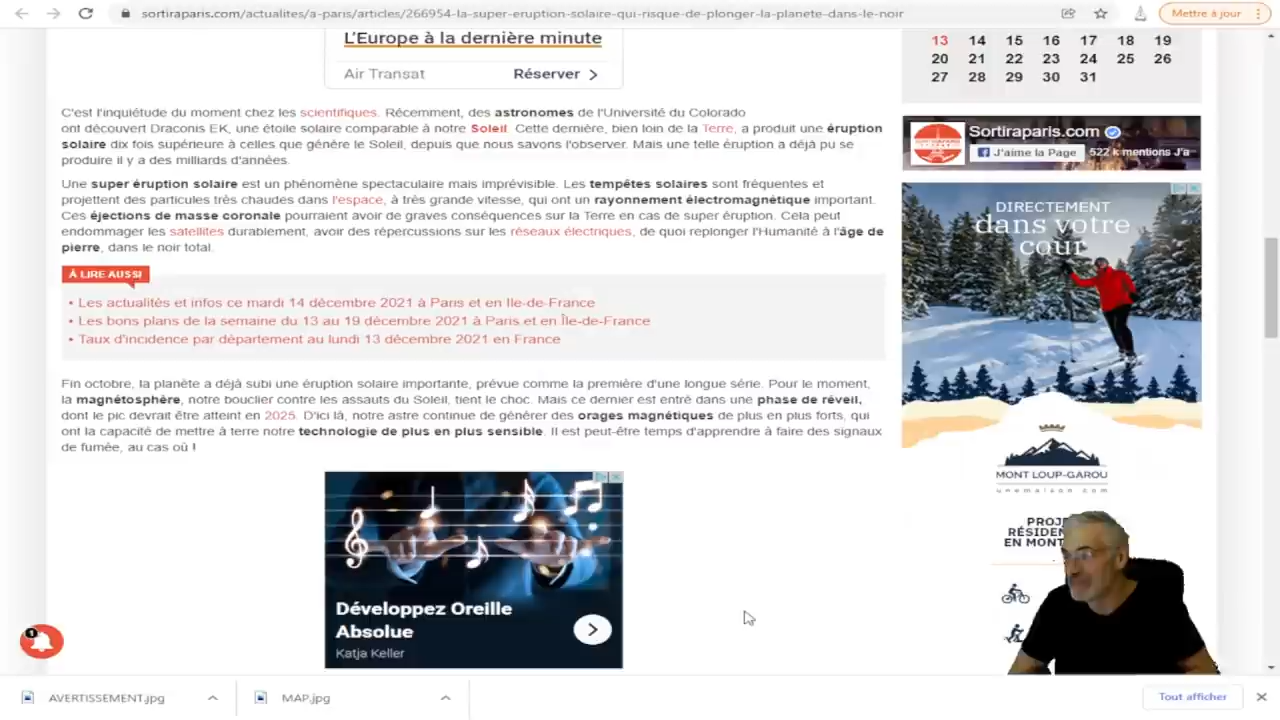 sortiraparis.com/actualites/a-paris/articles/266954-la-super-eruption-solaire-qui-risque-de-plonger-la-planete-dans-le-noir
Mettre à jour
L'Europe à la dernière minute
Air Transat Réserver
C'est l'inquiétude du moment chez les scientifiques. Récemment, des astronomes de l'Université du Colorado
ont découvert Draconis EK, une étoile solaire comparable à notre Soleil. Cette dernière, bien loin de la Terre, a produit une éruption
solaire dix fois supérieure à celles que génère le Soleil, depuis que nous savons l'observer. Mais une telle éruption a déjà pu se
produire il y a des milliards d'années.
Une super éruption solaire est un phénomène spectaculaire mais imprévisible. Les tempêtes solaires sont fréquentes et
projettent des particules très chaudes dans l'espace, à très grande vitesse, qui ont un rayonnement électromagnétique important.
Ces éjections de masse coronale pourraient avoir de graves conséquences sur la Terre en cas de super éruption. Cela peut
endommager les satellites durablement, avoir des répercussions sur les réseaux électriques, de quoi replonger l'Humanité à l'âge de
pierre, dans le noir total.
À LIRE AUSSI
• Les actualités et infos ce mardi 14 décembre 2021 à Paris et en Ile-de-France
• Les bons plans de la semaine du 13 au 19 décembre 2021 à Paris et en Île-de-France
• Taux d'incidence par département au lundi 13 décembre 2021 en France
Fin octobre, la planète a déjà subi une éruption solaire importante, prévue comme la première d'une longue série. Pour le moment,
la magnétosphère, notre bouclier contre les assauts du Soleil, tient le choc. Mais ce dernier est entré dans une phase de réveil,
dont le pic devrait être atteint en 2025. D'ici là, notre astre continue de générer des orages magnétiques de plus en plus forts, qui
ont la capacité de mettre à terre notre technologie de plus en plus sensible. Il est peut-être temps d'apprendre à faire des signaux
de fumée, au cas où !
Développez Oreille
Absolue
Katja Keller
1
13 14 15 16 17 18 19
20 21 22 23 24 25 26
27 28 29 30 31
Sortiraparis.com
J'aime la Page 522 k mentions J'a
DIRECTEMENT
dans votre
cour
MONT LOUP-GAROU
unemaison.com
PROJ
RÉSIDEN
EN MONT
AVERTISSEMENT.jpg
MAP.jpg
Tout afficher